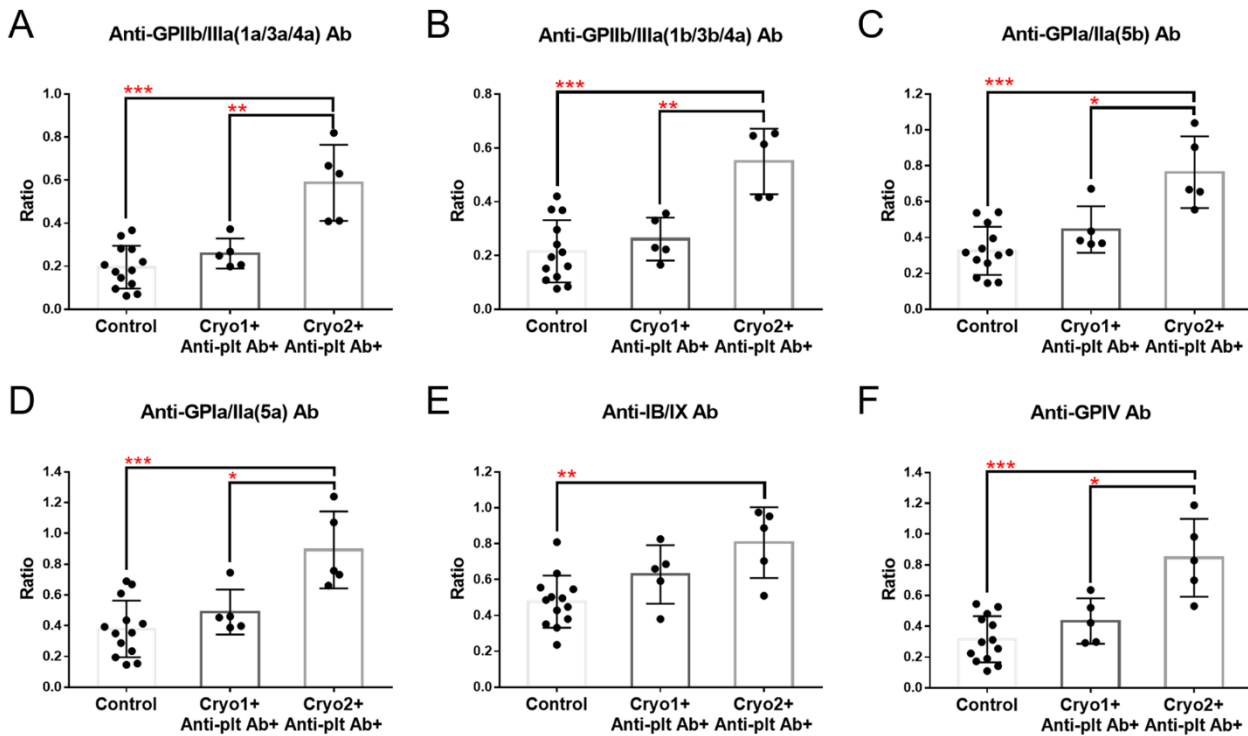 A
Anti-GPIIb/IIIa(1a/3a/4a) Ab
Ratio
1.0
0.8
0.6
0.4
0.2
0.0
***
**
Control
Cryo1+
Anti-plt Ab+
Cryo2+
Anti-plt Ab+
B
Anti-GPIIb/IIIa(1b/3b/4a) Ab
Ratio
0.8
0.6
0.4
0.2
0.0
***
**
Control
Cryo1+
Anti-plt Ab+
Cryo2+
Anti-plt Ab+
C
Anti-GPIa/IIa(5b) Ab
Ratio
1.2
1.0
0.8
0.6
0.4
0.2
0.0
***
*
Control
Cryo1+
Anti-plt Ab+
Cryo2+
Anti-plt Ab+
D
Anti-GPIa/IIa(5a) Ab
Ratio
1.4
1.2
1.0
0.8
0.6
0.4
0.2
0.0
***
*
Control
Cryo1+
Anti-plt Ab+
Cryo2+
Anti-plt Ab+
E
Anti-IB/IX Ab
Ratio
1.2
1.0
0.8
0.6
0.4
0.2
0.0
**
Control
Cryo1+
Anti-plt Ab+
Cryo2+
Anti-plt Ab+
F
Anti-GPIV Ab
Ratio
1.4
1.2
1.0
0.8
0.6
0.4
0.2
0.0
***
*
Control
Cryo1+
Anti-plt Ab+
Cryo2+
Anti-plt Ab+